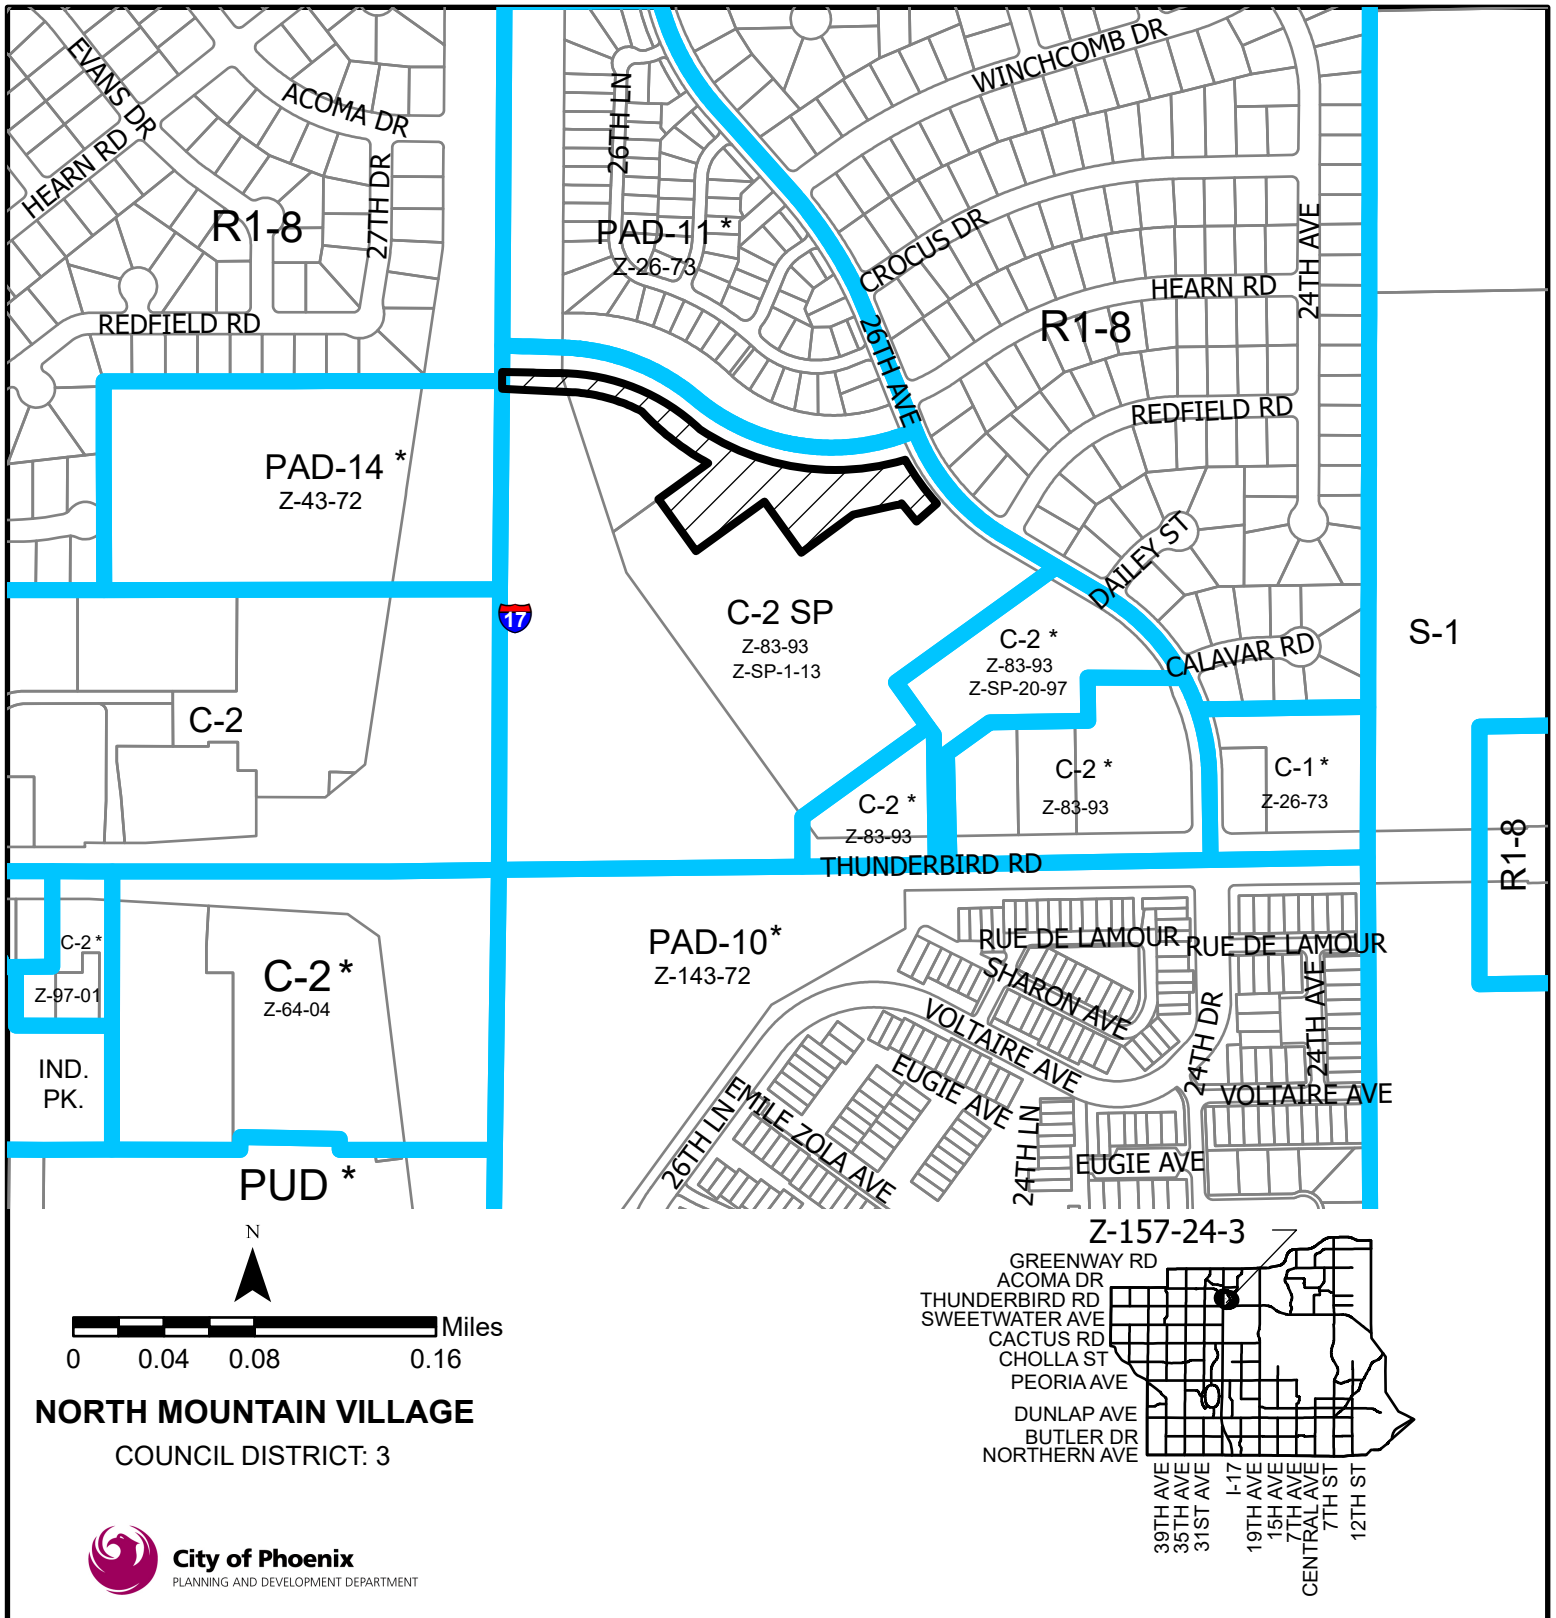 WINCHCOMB DR
EVANS DR
ACOMA DR
26TH LN
HEARN RD
27TH DR
R1-8
PAD-11 *
Z-26-73
CROCUS DR
24TH AVE
HEARN RD
REDFIELD RD
R1-8
26TH AVE
REDFIELD RD
PAD-14 *
Z-43-72
DAILEY ST
17
C-2 SP
Z-83-93
Z-SP-1-13
C-2 *
Z-83-93
Z-SP-20-97
S-1
CALAVAR RD
C-2
C-2 *
Z-83-93
C-1 *
Z-26-73
C-2 *
Z-83-93
R1-8
THUNDERBIRD RD
C-2 *
Z-97-01
C-2 *
Z-64-04
PAD-10 *
Z-143-72
RUE DE LAMOUR
RUE DE LAMOUR
SHARON AVE
24TH AVE
VOLTAIRE AVE
24TH DR
24TH AVE
IND.
PK.
EUGIE AVE
VOLTAIRE AVE
EMILE ZOLA AVE
26TH LN
24TH LN
EUGIE AVE
PUD *
N
Miles
0 0.04 0.08 0.16
NORTH MOUNTAIN VILLAGE
COUNCIL DISTRICT: 3
City of Phoenix
PLANNING AND DEVELOPMENT DEPARTMENT
Z-157-24-3
GREENWAY RD
ACOMA DR
THUNDERBIRD RD
SWEETWATER AVE
CACTUS RD
CHOLLA ST
PEORIA AVE
DUNLAP AVE
BUTLER DR
NORTHERN AVE
39TH AVE
35TH AVE
31ST AVE
I-17
19TH AVE
15H AVE
7TH AVE
CENTRAL AVE
7TH ST
12TH ST